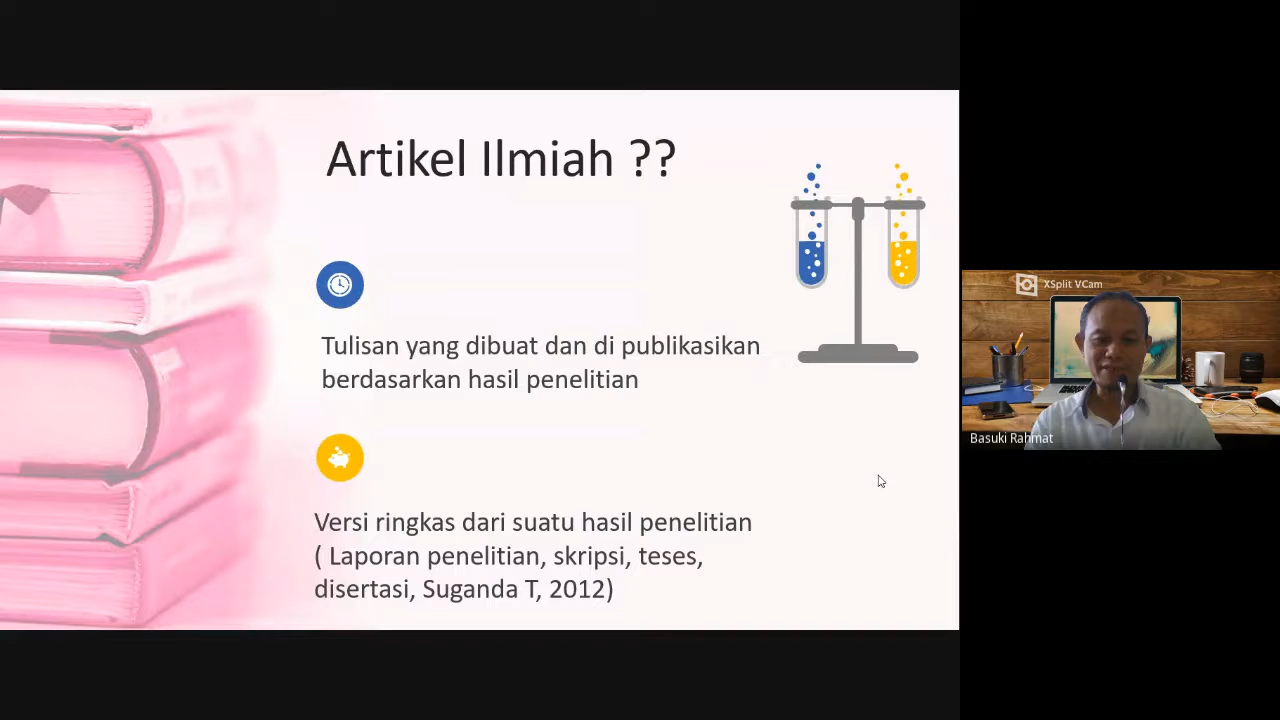 Artikel Ilmiah ??
Tulisan yang dibuat dan di publikasikan
berdasarkan hasil penelitian
Versi ringkas dari suatu hasil penelitian
( Laporan penelitian, skripsi, teses,
disertasi, Suganda T, 2012)
XSplit VCam
Basuki Rahmat